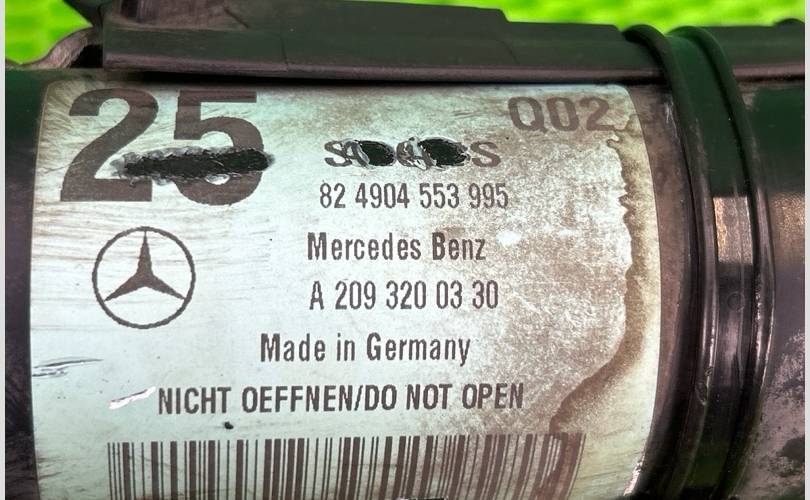 25
Q02
82 4904 553 995
Mercedes Benz
A 209 320 03 30
Made in Germany
NICHT OEFFNEN/DO NOT OPEN